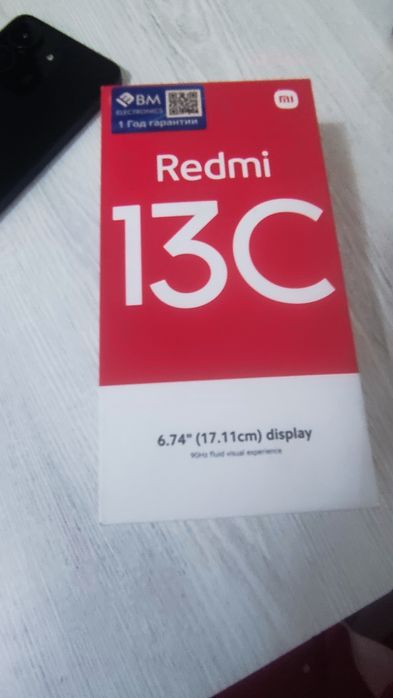 BM
ELECTRONICS
1 Год гарантии
mi
Redmi
13C
6.74" (17.11cm) display
90Hz fluid visual experience